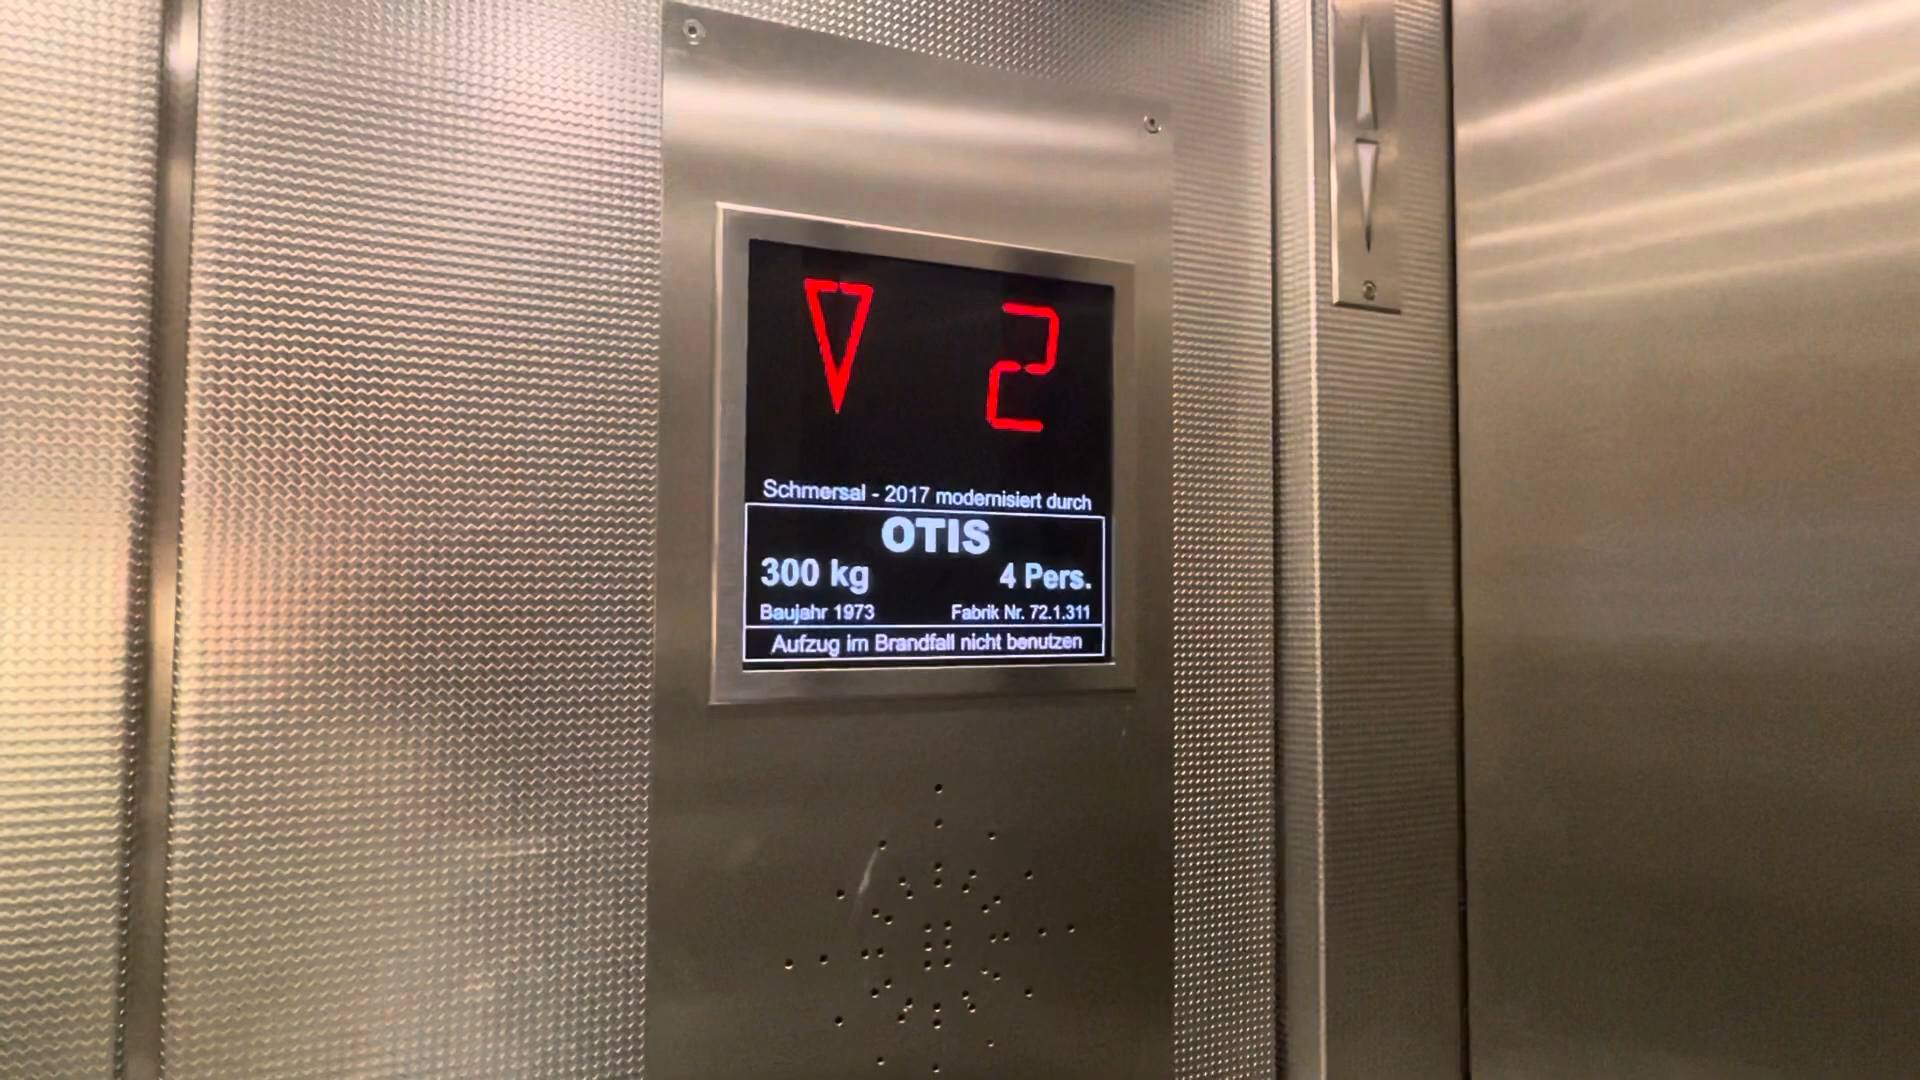 2
Schmersal - 2017 modernisiert durch
OTIS
300 kg 4 Pers.
Baujahr 1973 Fabrik Nr. 72.1.311
Aufzug im Brandfall nicht benutzen